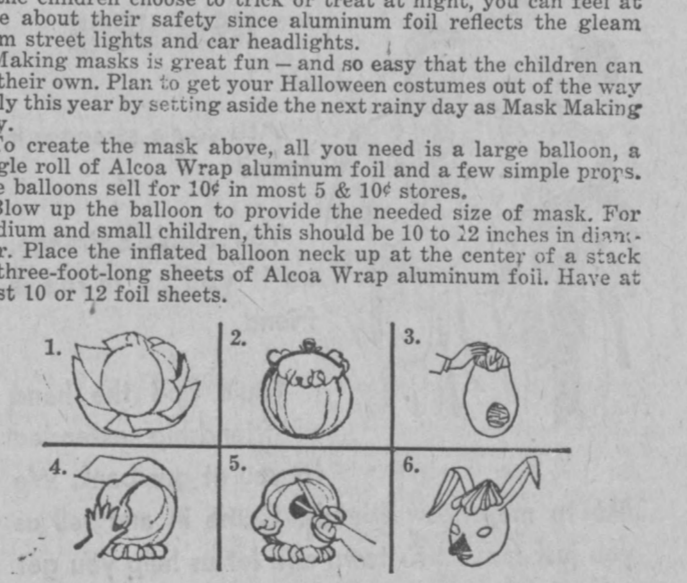 the children choose to trick or treat at night, you can feel at
e about their safety since aluminum foil reflects the gleam
m street lights and car headlights.
Making masks is great fun — and so easy that the children can
their own. Plan to get your Halloween costumes out of the way
ly this year by setting aside the next rainy day as Mask Making
y.
To create the mask above, all you need is a large balloon, a
gle roll of Alcoa Wrap aluminum foil and a few simple props.
e balloons sell for 10¢ in most 5 & 10¢ stores.
Blow up the balloon to provide the needed size of mask. For
dium and small children, this should be 10 to 12 inches in diam-
r. Place the inflated balloon neck up at the center of a stack
three-foot-long sheets of Alcoa Wrap aluminum foil. Have at
st 10 or 12 foil sheets.
1. 2. 3.
4. 5. 6.